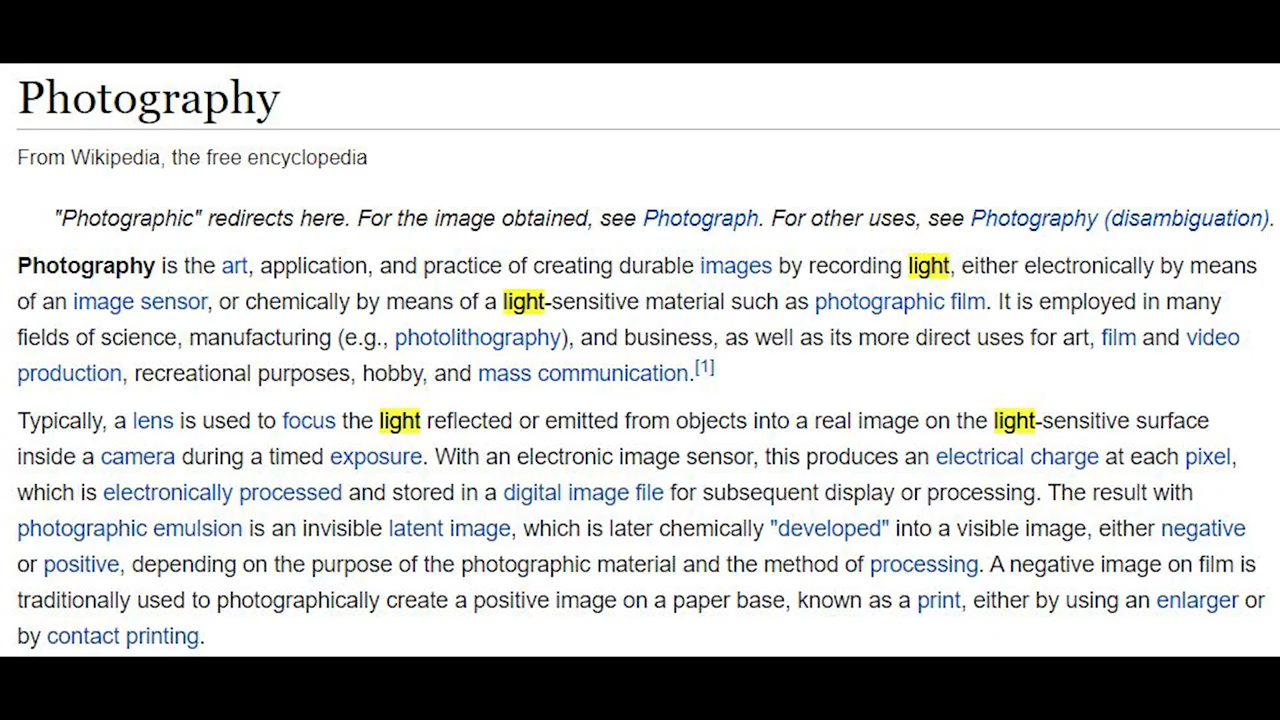 Photography
From Wikipedia, the free encyclopedia
"Photographic" redirects here. For the image obtained, see Photograph. For other uses, see Photography (disambiguation).
Photography is the art, application, and practice of creating durable images by recording light, either electronically by means
of an image sensor, or chemically by means of a light-sensitive material such as photographic film. It is employed in many
fields of science, manufacturing (e.g., photolithography), and business, as well as its more direct uses for art, film and video
production, recreational purposes, hobby, and mass communication.[1]
Typically, a lens is used to focus the light reflected or emitted from objects into a real image on the light-sensitive surface
inside a camera during a timed exposure. With an electronic image sensor, this produces an electrical charge at each pixel,
which is electronically processed and stored in a digital image file for subsequent display or processing. The result with
photographic emulsion is an invisible latent image, which is later chemically "developed" into a visible image, either negative
or positive, depending on the purpose of the photographic material and the method of processing. A negative image on film is
traditionally used to photographically create a positive image on a paper base, known as a print, either by using an enlarger or
by contact printing.